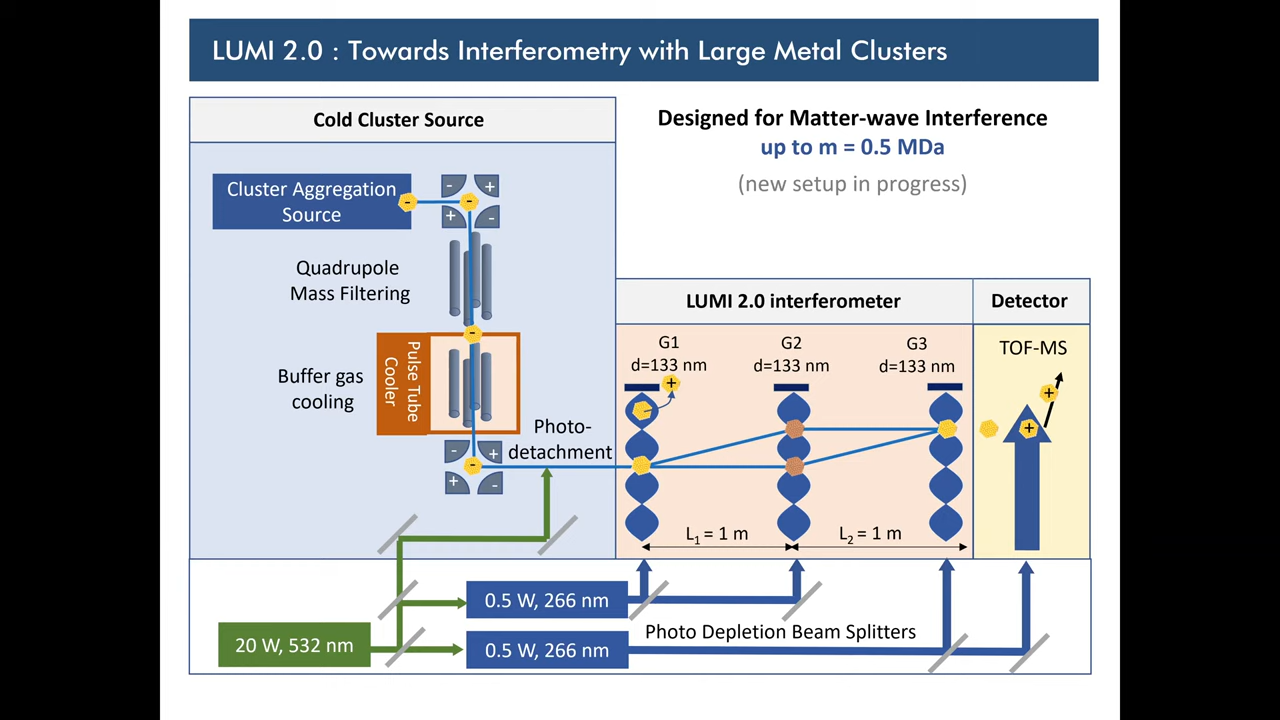 LUMI 2.0 : Towards Interferometry with Large Metal Clusters
Cold Cluster Source
Designed for Matter-wave Interference
up to m = 0.5 MDa
(new setup in progress)
Cluster Aggregation
Source
-
-
- +
+ -
Quadrupole
Mass Filtering
-
Pulse Tube
Cooler
Buffer gas
cooling
Photo-
detachment
- +
-
+ -
LUMI 2.0 interferometer
Detector
G1
d=133 nm
G2
d=133 nm
G3
d=133 nm
TOF-MS
+
+
+
L₁ = 1 m
L₂ = 1 m
0.5 W, 266 nm
Photo Depletion Beam Splitters
20 W, 532 nm
0.5 W, 266 nm